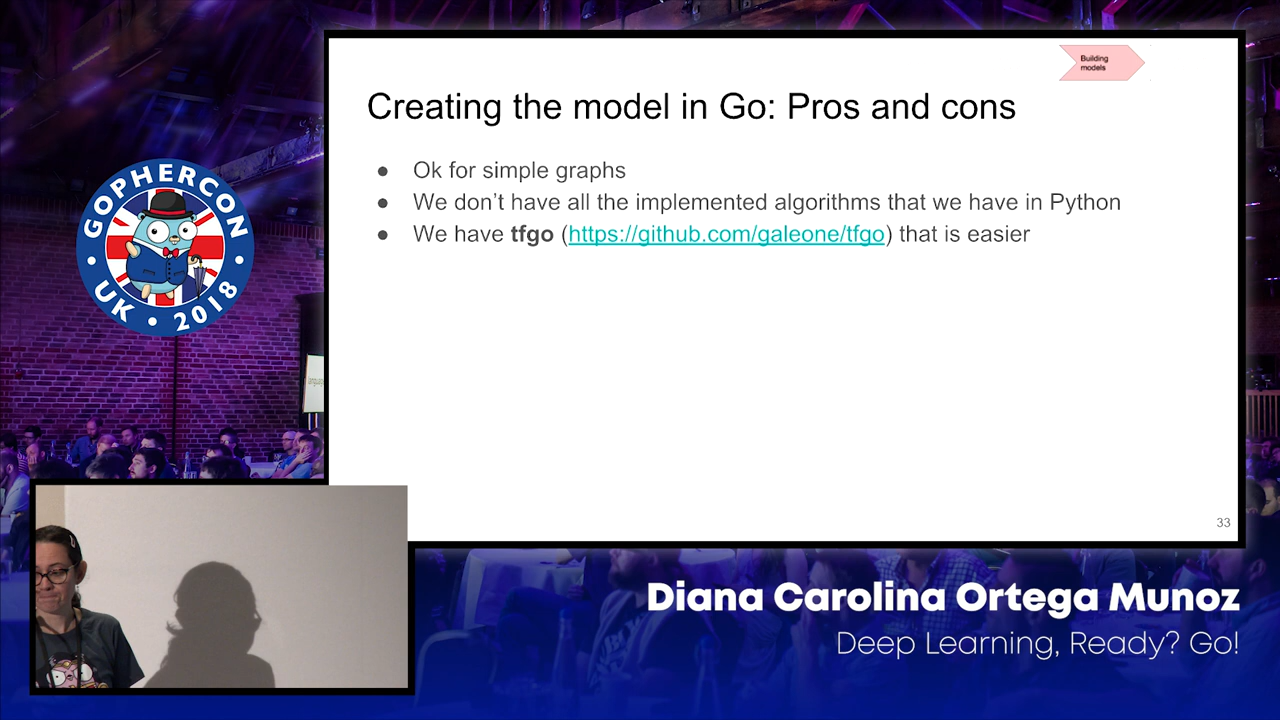 Building
models
Creating the model in Go: Pros and cons
● Ok for simple graphs
● We don’t have all the implemented algorithms that we have in Python
● We have tfgo (https://github.com/galeone/tfgo) that is easier
33
GOPHERCON
UK • 2018
Diana Carolina Ortega Munoz
Deep Learning, Ready? Go!